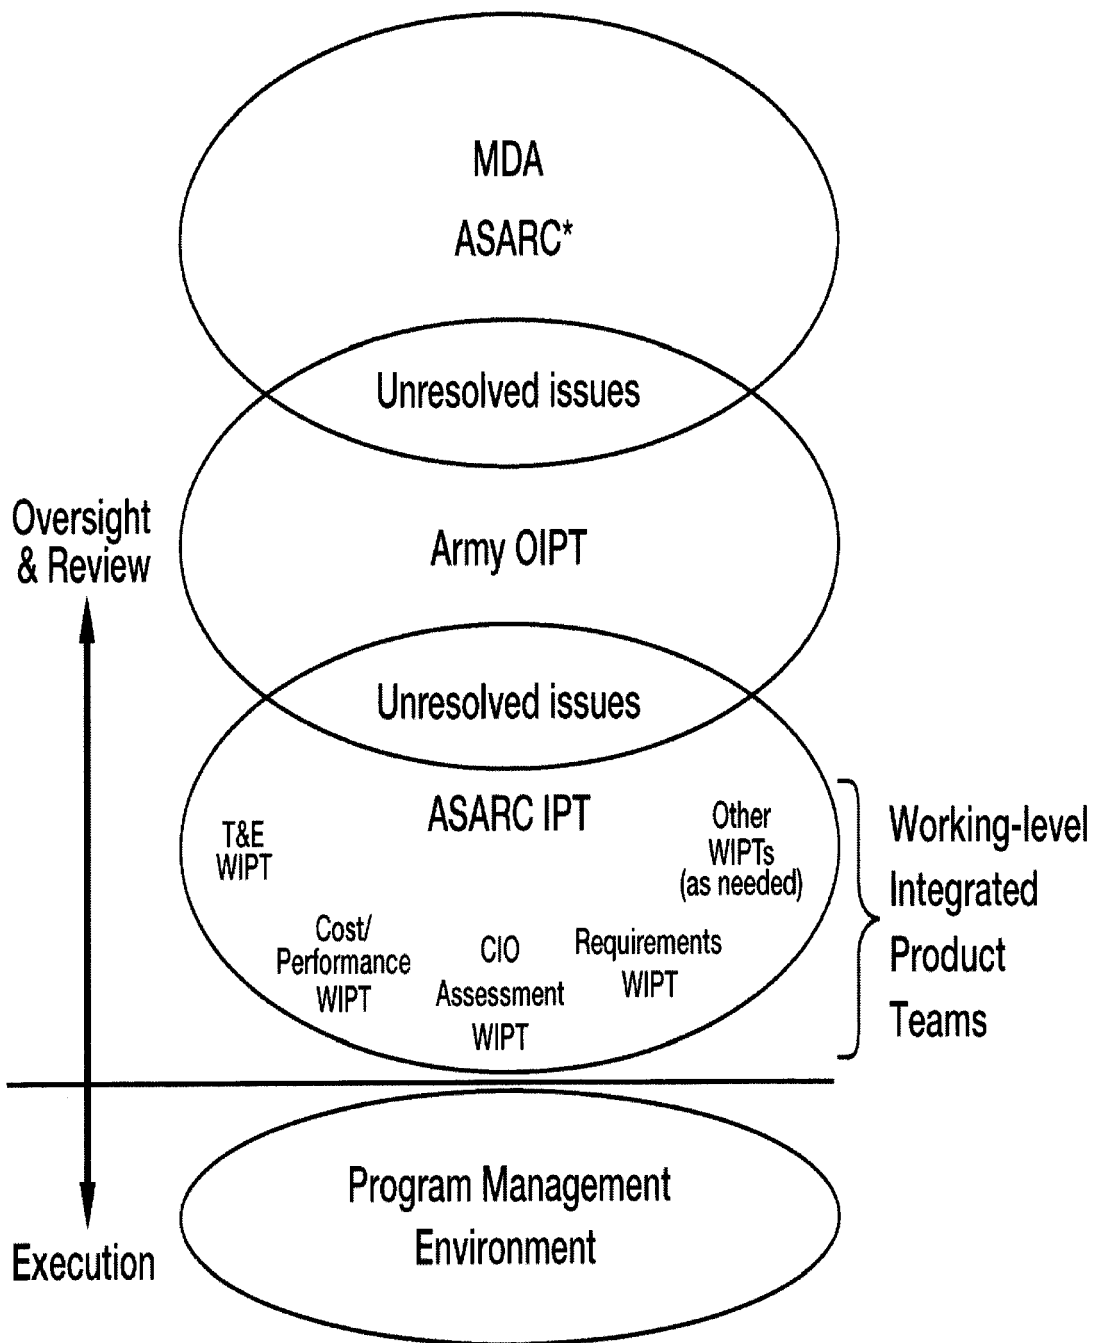 MDA
ASARC*
Unresolved issues
Oversight
& Review
Army OIPT
Unresolved issues
ASARC IPT
T&E
WIPT
Other
WIPTs
(as needed)
Cost/
Performance
WIPT
CIO
Assessment
WIPT
Requirements
WIPT
Working-level
Integrated
Product
Teams
Program Management
Environment
Execution